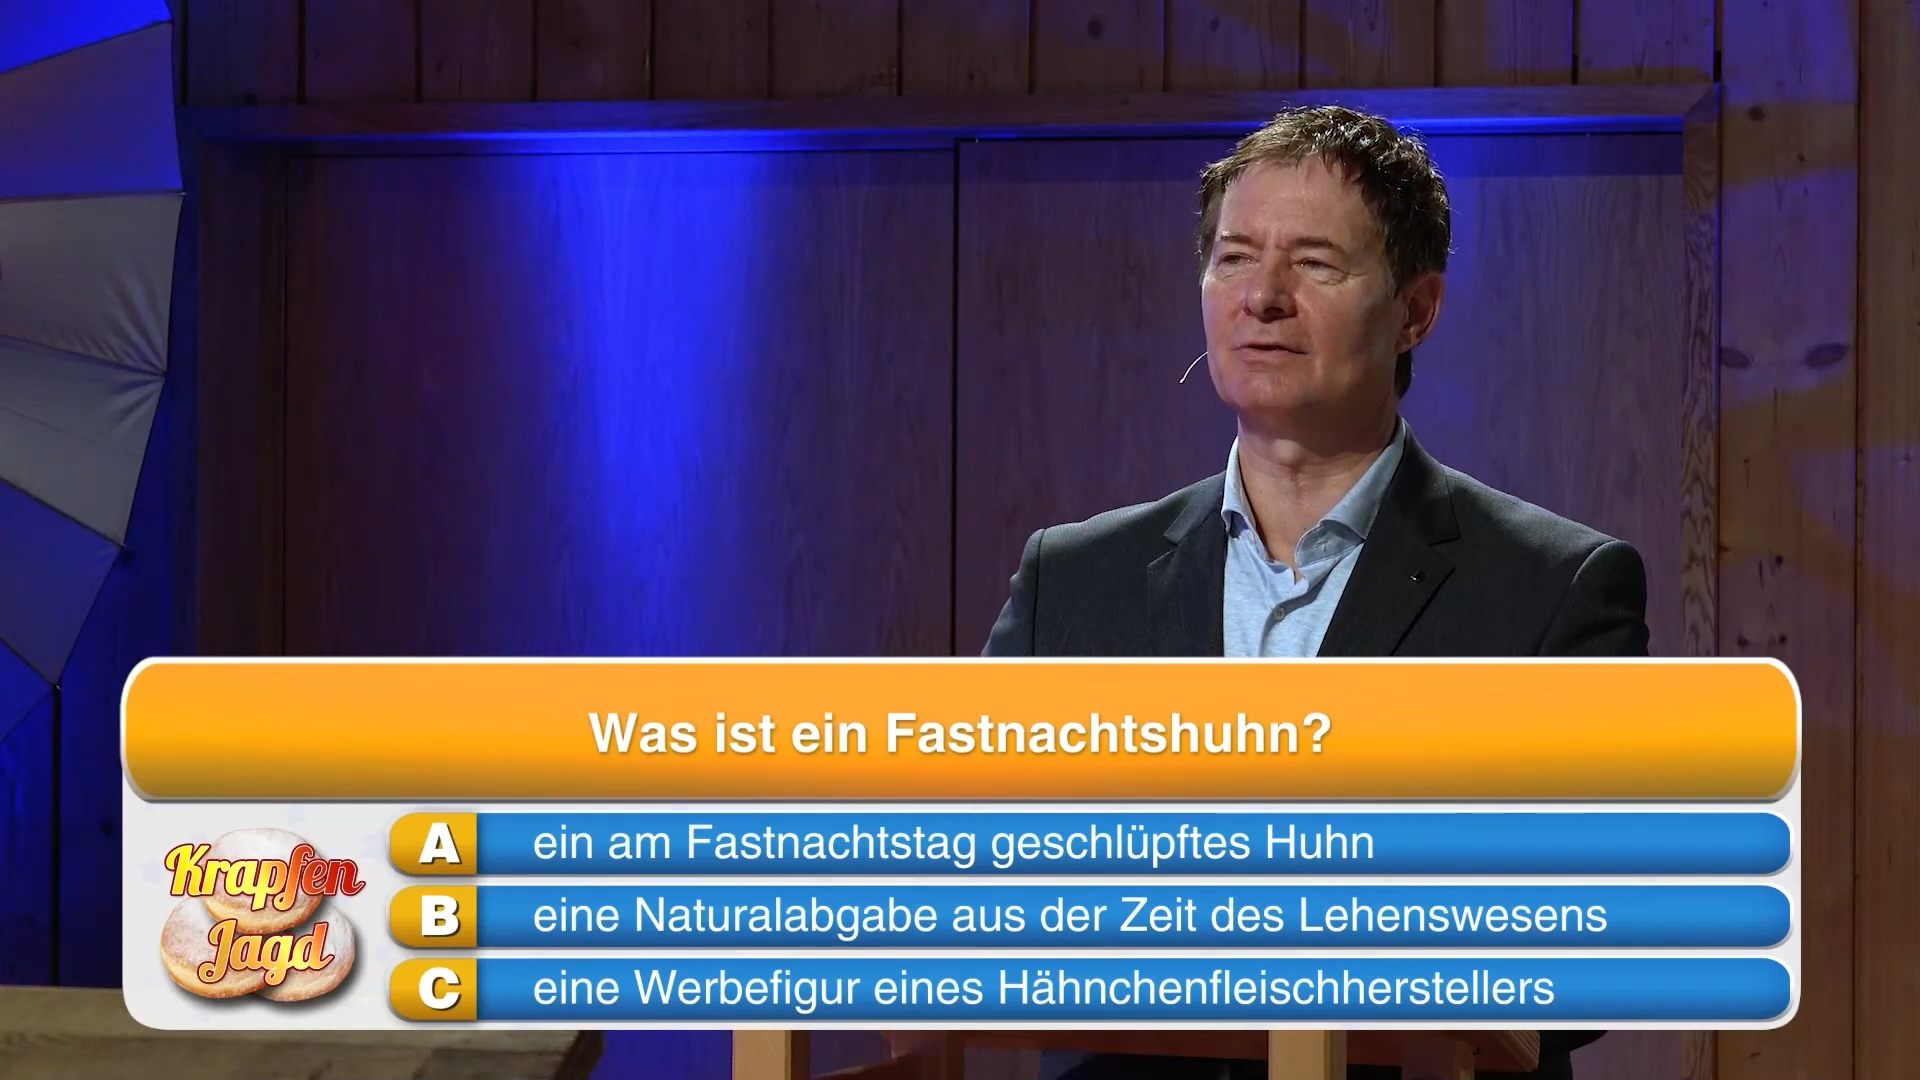 Was ist ein Fastnachtshuhn?
Krapfen
Jagd
A ein am Fastnachtstag geschlüpftes Huhn
B eine Naturalabgabe aus der Zeit des Lehenswesens
C eine Werbefigur eines Hähnchenfleischherstellers